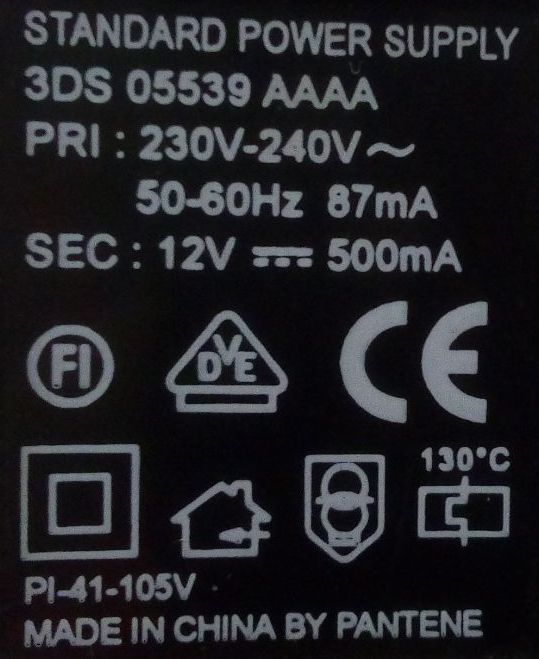 STANDARD POWER SUPPLY
3DS 05539 AAAA
PRI : 230V-240V~
50-60Hz 87mA
SEC : 12V ⎓ 500mA
FI
DVE
CE
130°C
PI-41-105V
MADE IN CHINA BY PANTENE